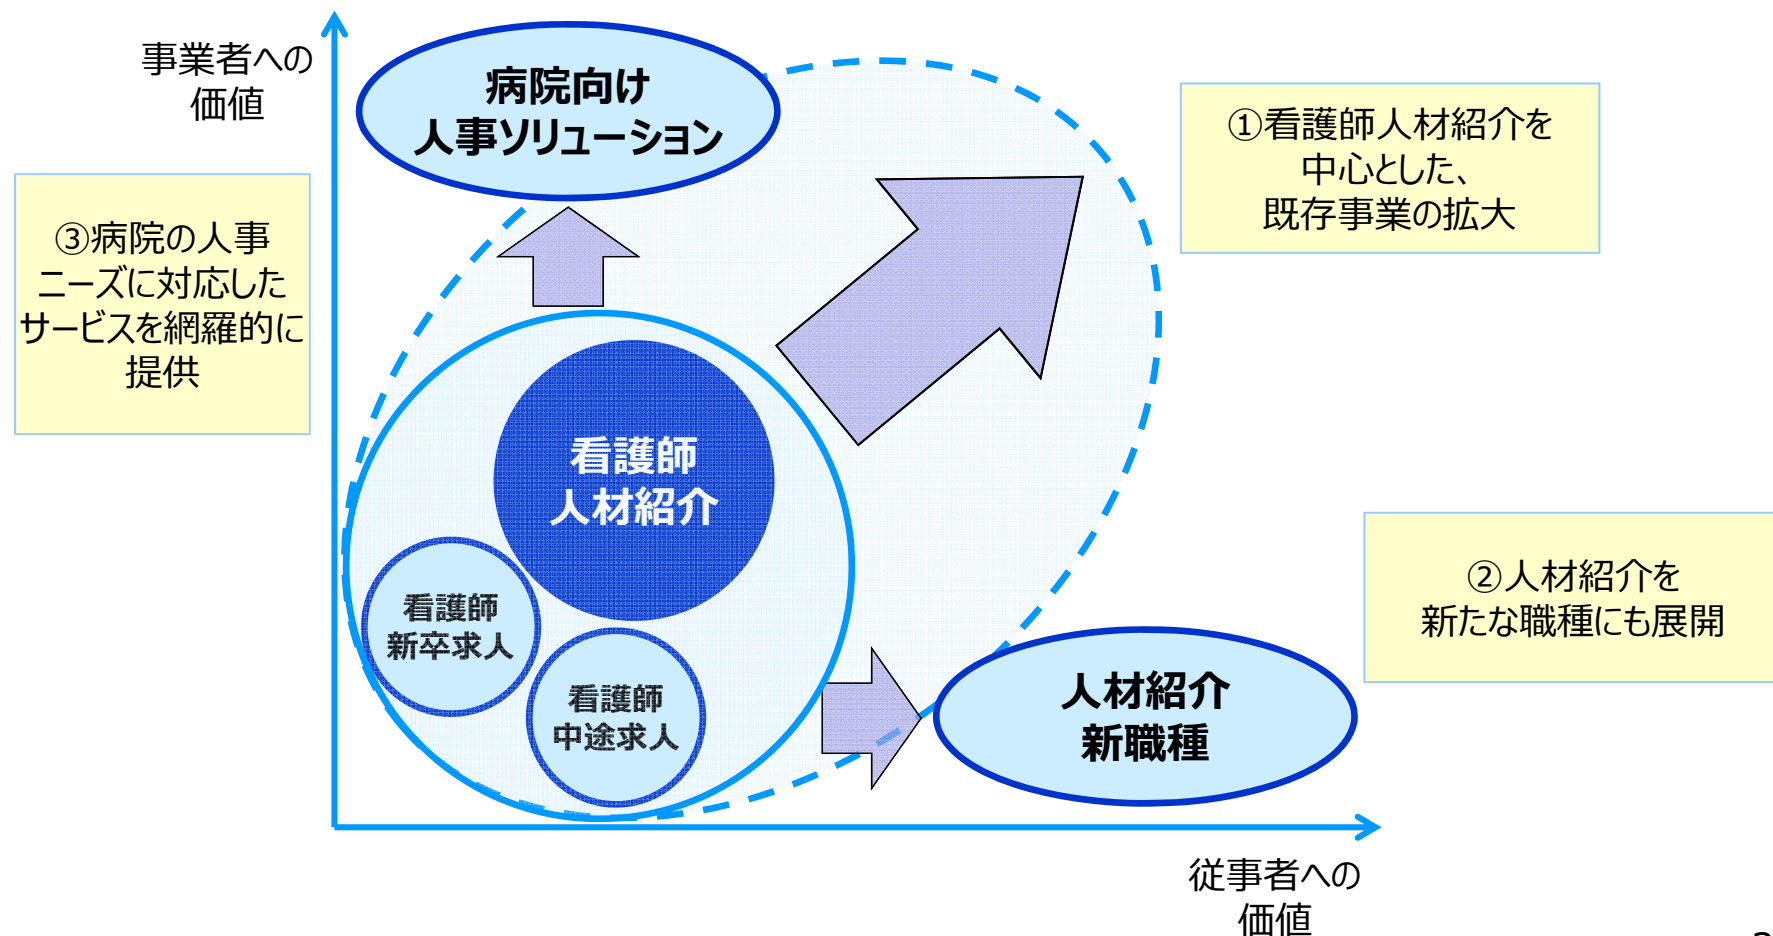 事業者への
価値
病院向け
人事ソリューション
①看護師人材紹介を
中心とした、
既存事業の拡大
③病院の人事
ニーズに対応した
サービスを網羅的に
提供
看護師
人材紹介
②人材紹介を
新たな職種にも展開
看護師
新卒求人
看護師
中途求人
人材紹介
新職種
従事者への
価値